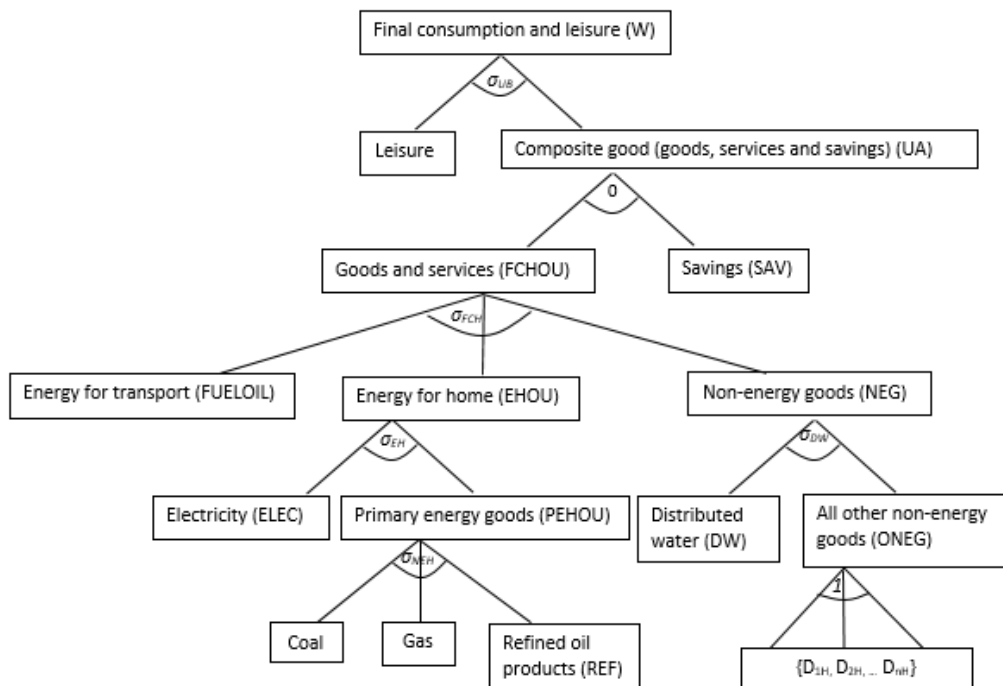 Final consumption and leisure (W)
σUB
Leisure
Composite good (goods, services and savings) (UA)
0
Goods and services (FCHOU)
Savings (SAV)
σFCH
Energy for transport (FUELOIL)
Energy for home (EHOU)
Non-energy goods (NEG)
σEH
σDW
Electricity (ELEC)
Primary energy goods (PEHOU)
Distributed
water (DW)
All other non-energy
goods (ONEG)
σNEH
1
Coal
Gas
Refined oil
products (REF)
{D1H, D2H, ... DnH}